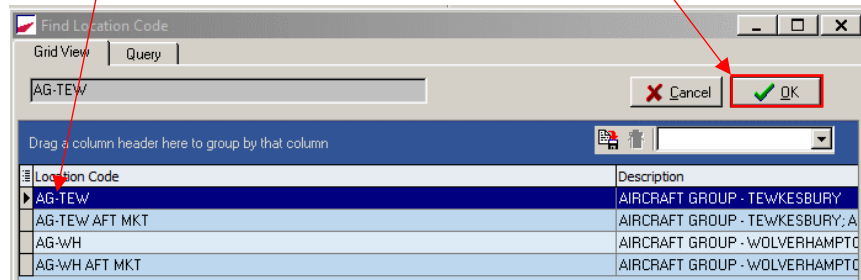 Find Location Code
Grid View Query
AG-TEW
Cancel OK
Drag a column header here to group by that column
Location Code Description
AG-TEW AIRCRAFT GROUP - TEWKESBURY
AG-TEW AFT MKT AIRCRAFT GROUP - TEWKESBURY; A
AG-WH AIRCRAFT GROUP - WOLVERHAMPTO
AG-WH AFT MKT AIRCRAFT GROUP - WOLVERHAMPTO